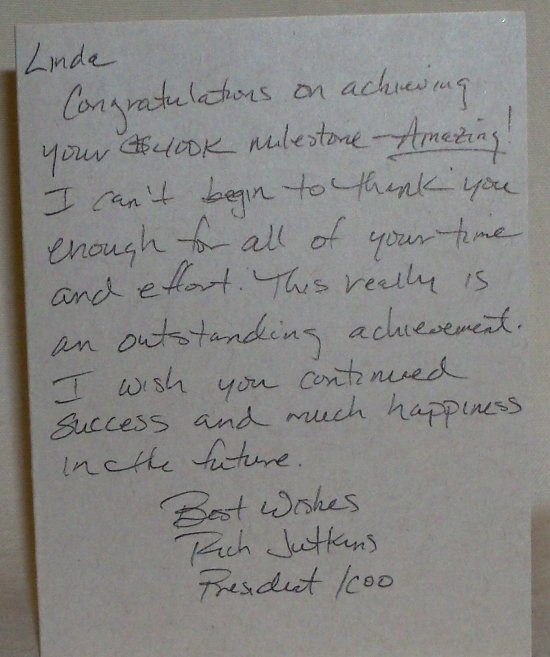 Linda
Congratulations on achieving
your $400K milestone - Amazing!
I can't begin to thank you
enough for all of your time
and effort. This really is
an outstanding achievement.
I wish you continued
success and much happiness
in the future.
Best Wishes
Rich Jutkins
President / COO